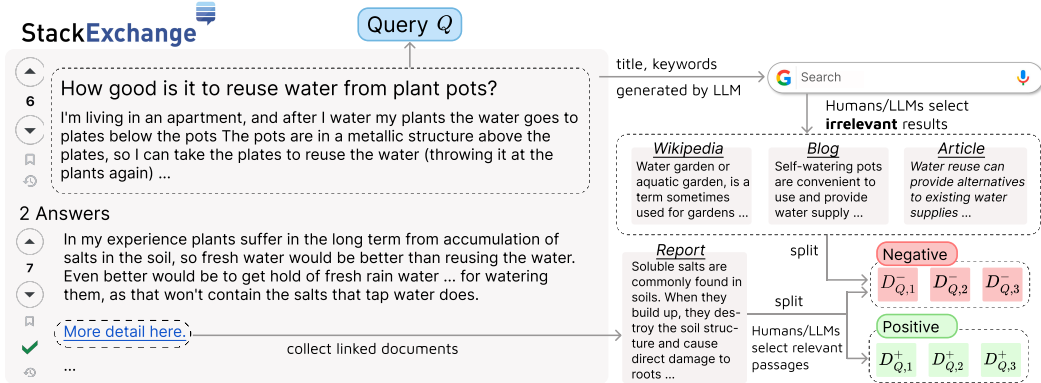 StackExchange
Query Q
6
How good is it to reuse water from plant pots?
I'm living in an apartment, and after I water my plants the water goes to
plates below the pots The pots are in a metallic structure above the
plates, so I can take the plates to reuse the water (throwing it at the
plants again) ...
2 Answers
7
In my experience plants suffer in the long term from accumulation of
salts in the soil, so fresh water would be better than reusing the water.
Even better would be to get hold of fresh rain water ... for watering
them, as that won't contain the salts that tap water does.
More detail here.
...
collect linked documents
title, keywords
generated by LLM
Search
Humans/LLMs select
irrelevant results
Wikipedia
Water garden or
aquatic garden, is a
term sometimes
used for gardens ...
Blog
Self-watering pots
are convenient to
use and provide
water supply ...
Article
Water reuse can
provide alternatives
to existing water
supplies ...
split
Report
Soluble salts are
commonly found in
soils. When they
build up, they des-
troy the soil struc-
ture and cause
direct damage to
roots ...
split
Humans/LLMs
select relevant
passages
Negative
D⁻Q,1 D⁻Q,2 D⁻Q,3
Positive
D⁺Q,1 D⁺Q,2 D⁺Q,3